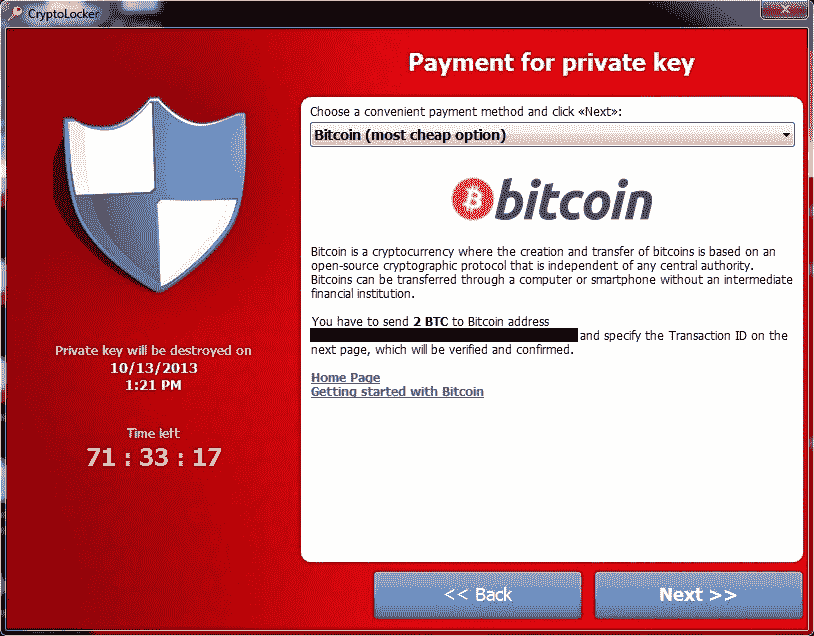 CryptoLocker
Payment for private key
Choose a convenient payment method and click «Next»:
Bitcoin (most cheap option)
bitcoin
Bitcoin is a cryptocurrency where the creation and transfer of bitcoins is based on an
open-source cryptographic protocol that is independent of any central authority.
Bitcoins can be transferred through a computer or smartphone without an intermediate
financial institution.
You have to send 2 BTC to Bitcoin address
and specify the Transaction ID on the
next page, which will be verified and confirmed.
Home Page
Getting started with Bitcoin
Private key will be destroyed on
10/13/2013
1:21 PM
Time left
71 : 33 : 17
<< Back
Next >>